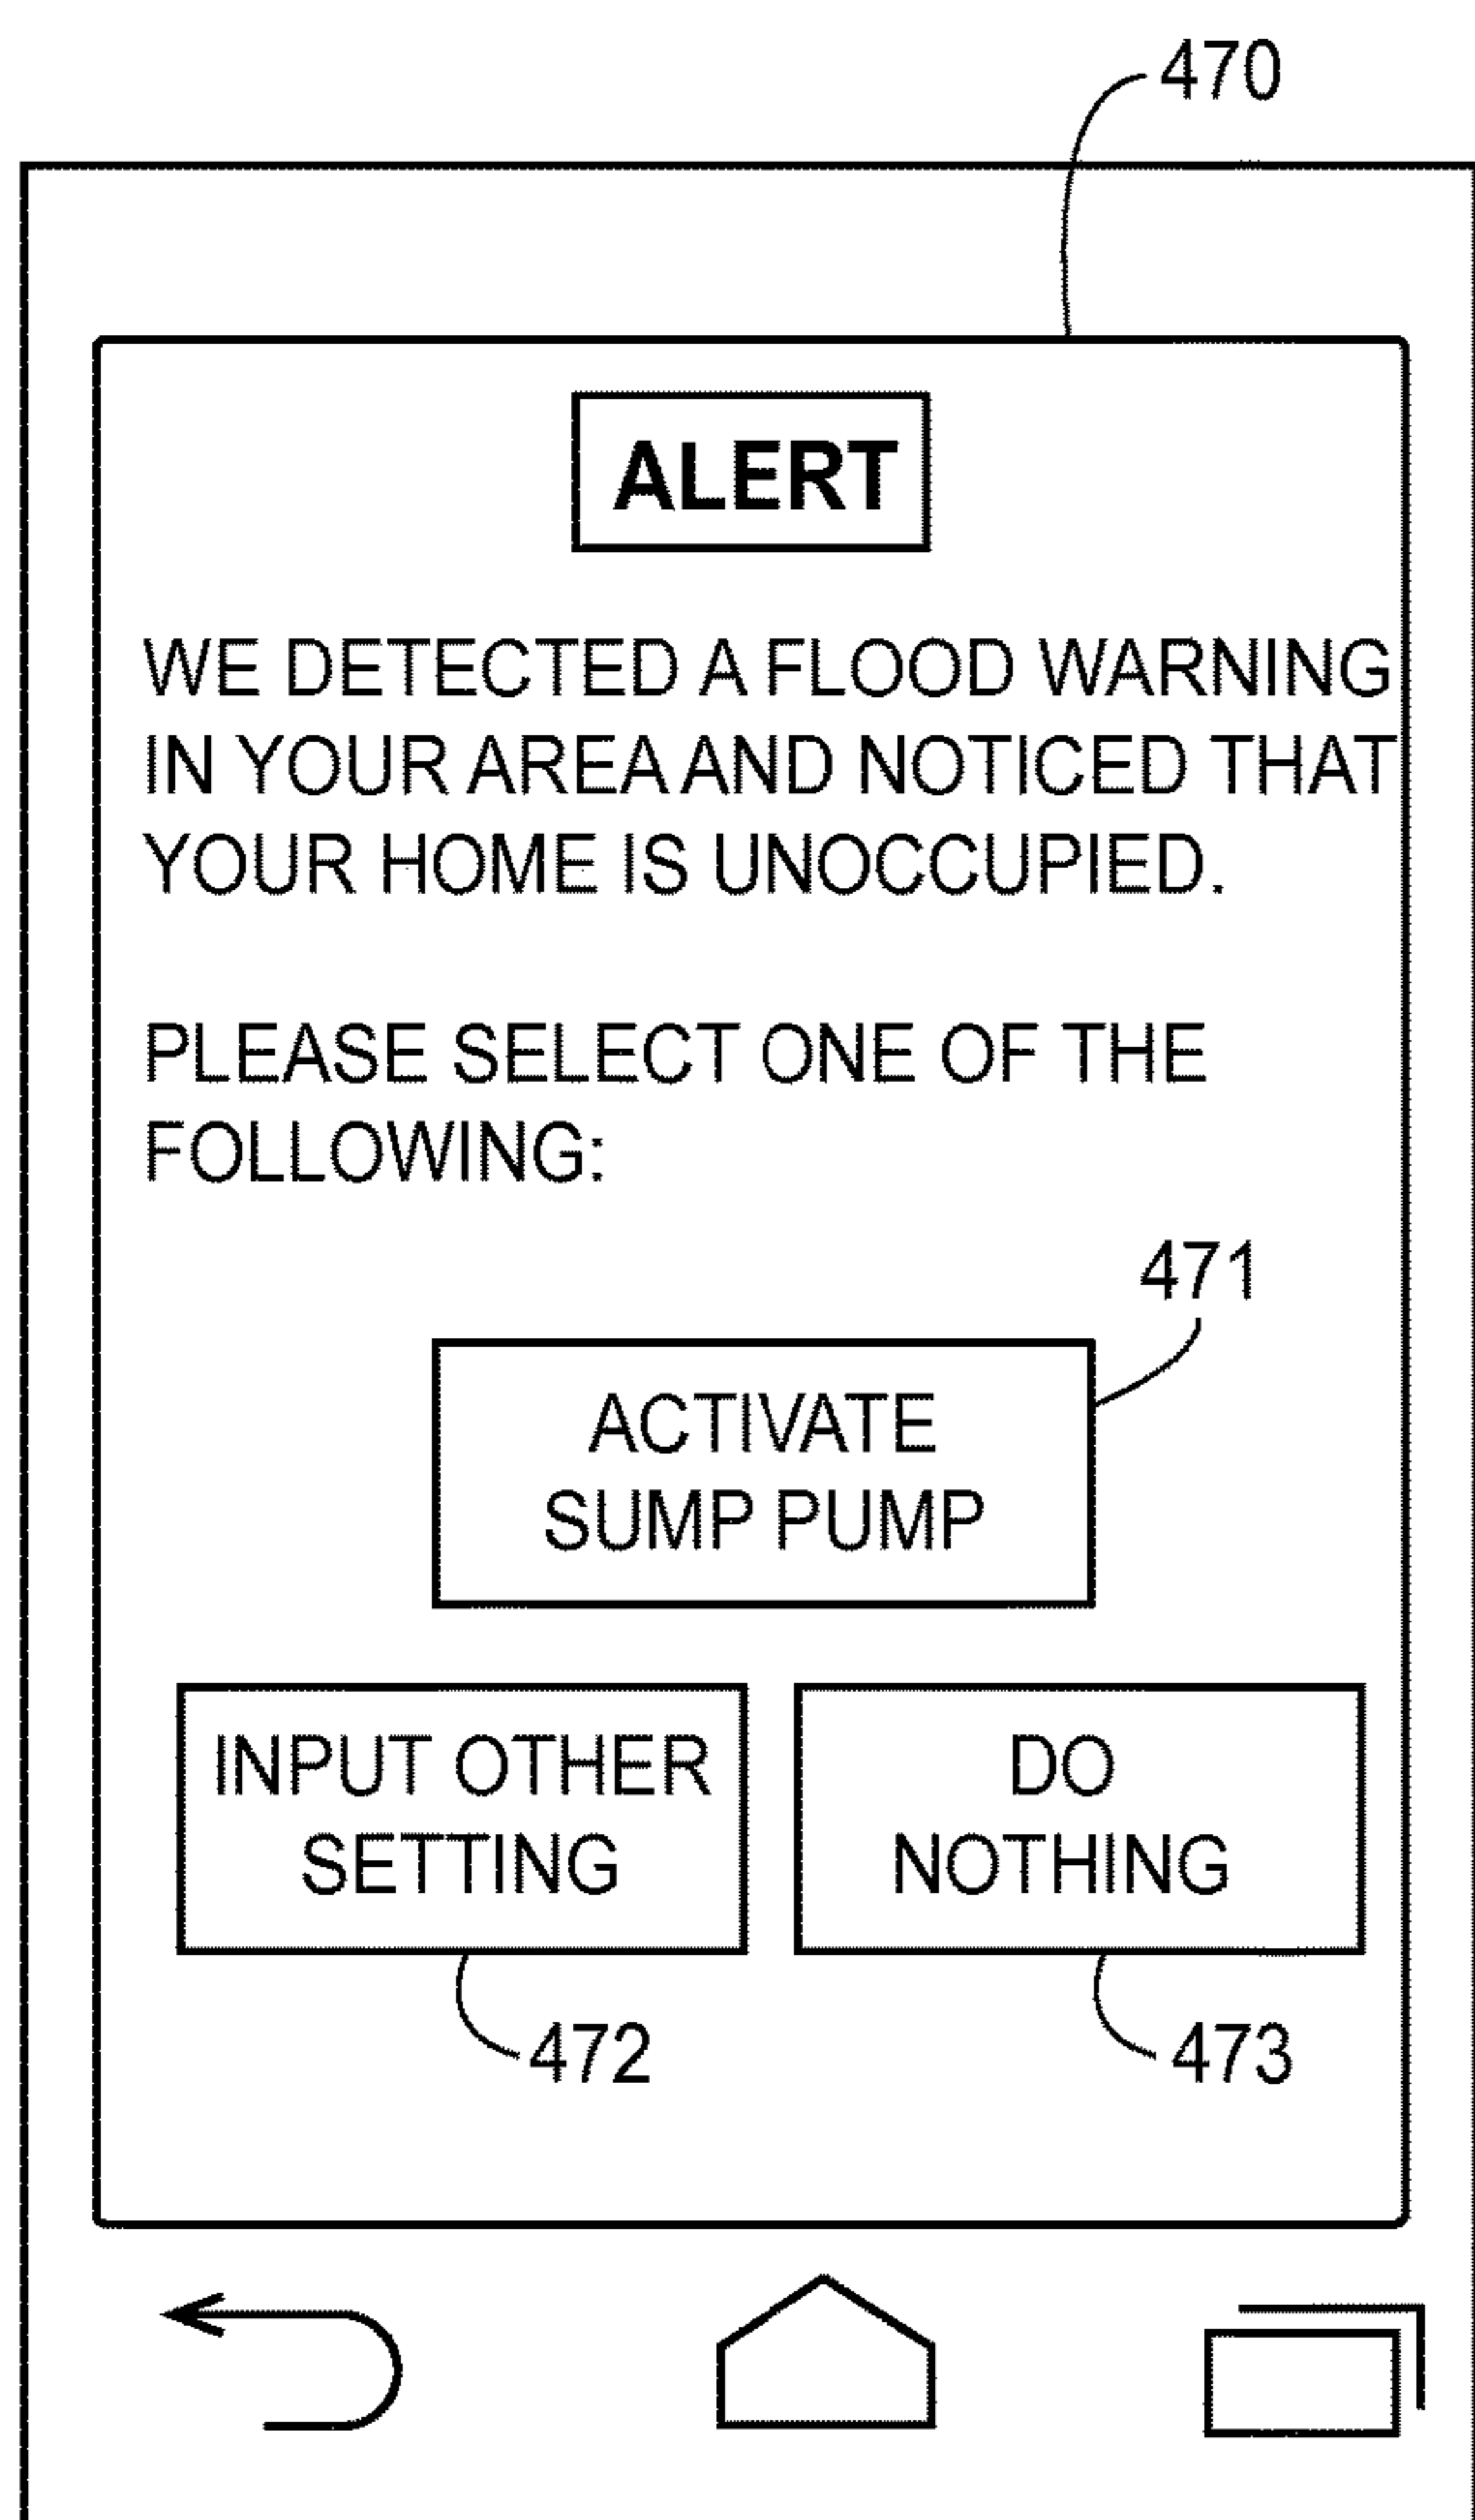 470
ALERT
WE DETECTED A FLOOD WARNING
IN YOUR AREA AND NOTICED THAT
YOUR HOME IS UNOCCUPIED.
PLEASE SELECT ONE OF THE
FOLLOWING:
471
ACTIVATE
SUMP PUMP
INPUT OTHER
SETTING
DO
NOTHING
472
473